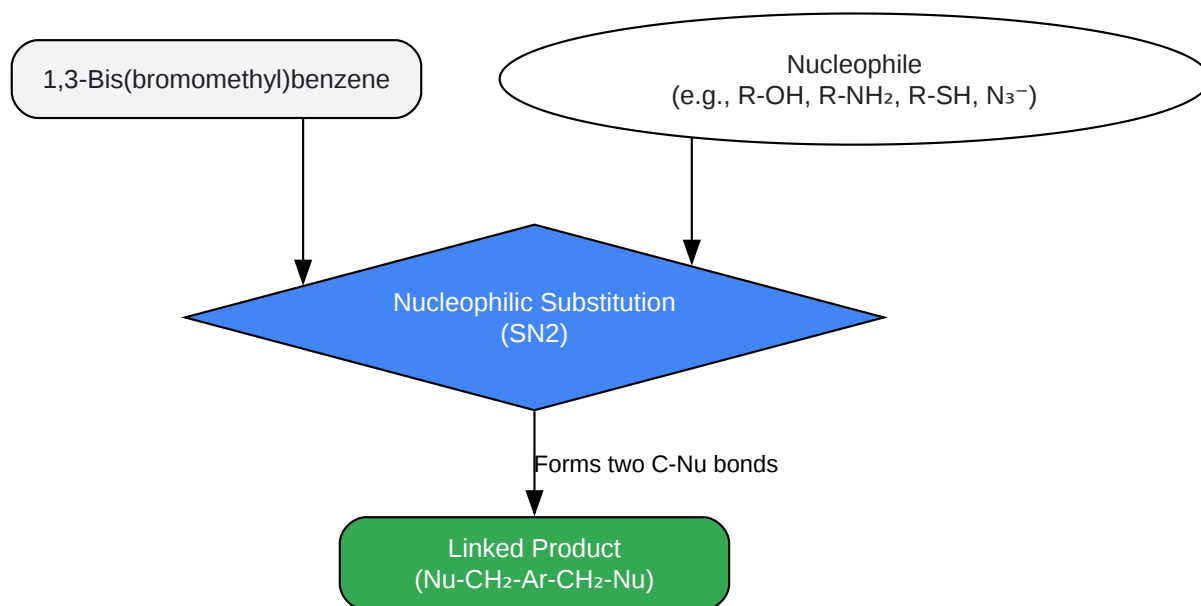 1,3-Bis(bromomethyl)benzene
Nucleophile
(e.g., R-OH, R-NH₂, R-SH, N₃⁻)
Nucleophilic Substitution
(SN2)
Forms two C-Nu bonds
Linked Product
(Nu-CH₂-Ar-CH₂-Nu)